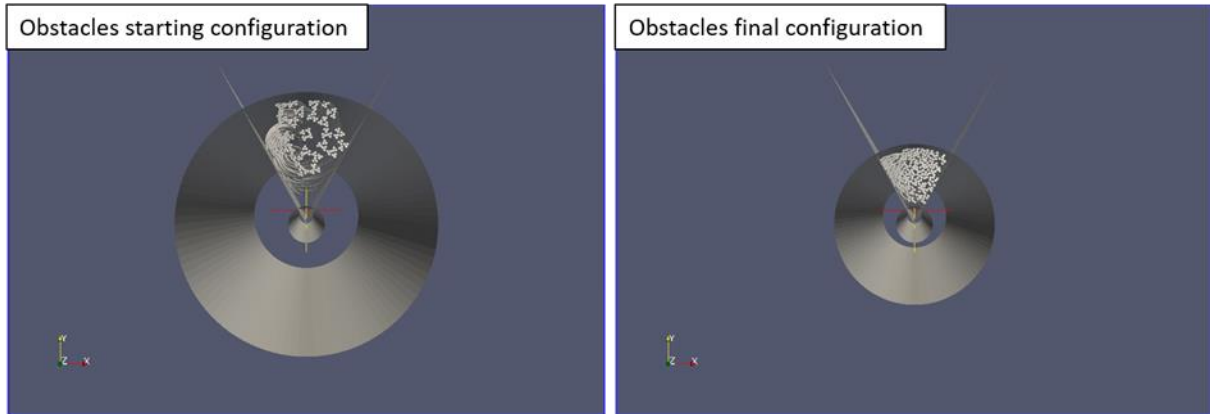 Obstacles starting configuration
Obstacles final configuration
Y
Z X
Y
Z X